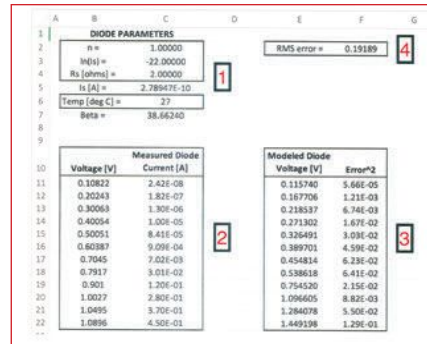 A B C D E F G
1 DIODE PARAMETERS
2 n = 1.00000 RMS error = 0.19189 4
3 ln(Is) = -22.00000
4 Rs [ohms] = 2.00000 1
5 Is [A] = 2.78947E-10
6 Temp [deg C] = 27
7 Beta = 38.66240
8
9
Measured Diode Modeled Diode
10 Voltage [V] Current [A] Voltage [V] Error^2
11 0.10822 2.42E-08 0.115740 5.66E-05
12 0.20243 1.82E-07 0.167706 1.21E-03
13 0.30063 1.30E-06 0.218537 6.74E-03
14 0.40054 1.00E-05 0.271302 1.67E-02
15 0.50051 8.41E-05 2 0.326491 3.03E-02 3
16 0.60387 9.09E-04 0.389701 4.59E-02
17 0.7045 7.02E-03 0.454814 6.23E-02
18 0.7917 3.01E-02 0.538618 6.41E-02
19 0.901 1.20E-01 0.754520 2.15E-02
20 1.0027 2.80E-01 1.096605 8.82E-03
21 1.0495 3.70E-01 1.284078 5.50E-02
22 1.0896 4.50E-01 1.449198 1.29E-01